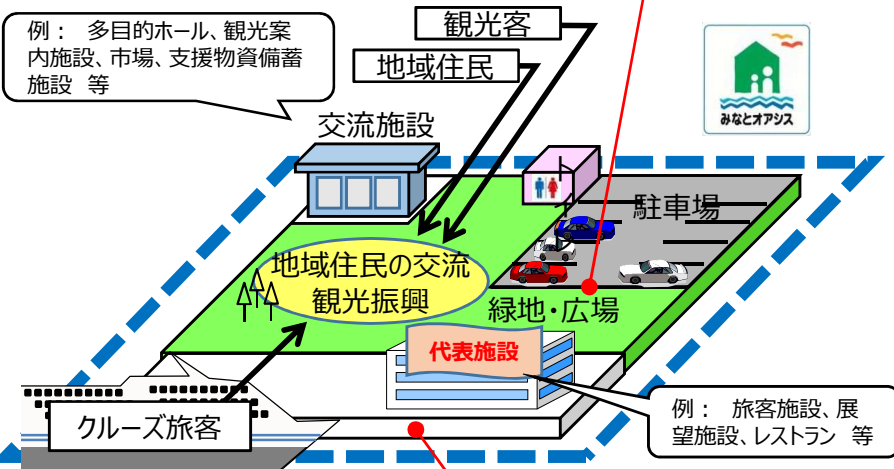 例： 多目的ホール、観光案
内施設、市場、支援物資備蓄
施設 等
観光客
地域住民
交流施設
みなとオアシス
駐車場
地域住民の交流
観光振興
緑地・広場
代表施設
クルーズ旅客
例： 旅客施設、展
望施設、レストラン 等